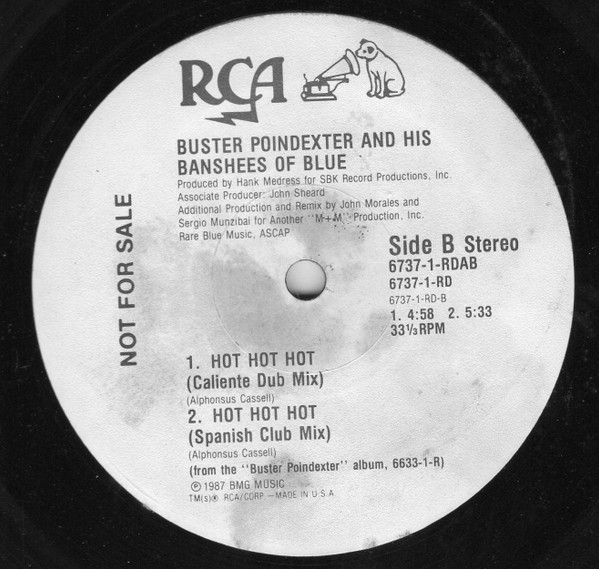 RCA
BUSTER POINDEXTER AND HIS
BANSHEES OF BLUE
Produced by Hank Medress for SBK Record Productions, Inc.
Associate Producer: John Sheard
Additional Production and Remix by John Morales and
Sergio Munzibai for Another "M+M" Production, Inc.
Rare Blue Music, ASCAP
NOT FOR SALE
Side B Stereo
6737-1-RDAB
6737-1-RD
6737-1-RD-B
1. 4:58 2. 5:33
33⅓RPM
1. HOT HOT HOT
(Caliente Dub Mix)
(Alphonsus Cassell)
2. HOT HOT HOT
(Spanish Club Mix)
(Alphonsus Cassell)
(from the "Buster Poindexter" album, 6633-1-R)
℗1987 BMG MUSIC
TM(s)® RCA/CORP —MADE IN U.S.A.